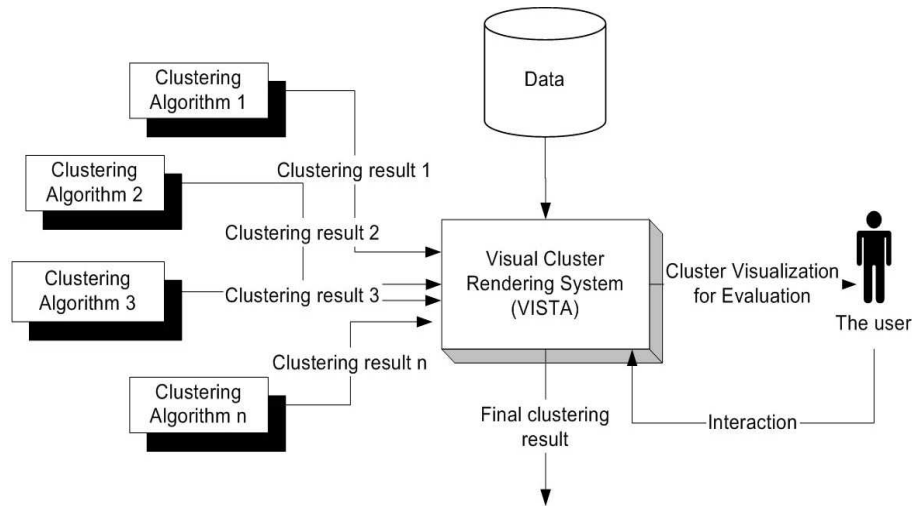 Clustering
Algorithm 1
Data
Clustering result 1
Clustering
Algorithm 2
Clustering result 2
Clustering
Algorithm 3
Clustering result 3
Clustering
Algorithm n
Clustering result n
Visual Cluster
Rendering System
(VISTA)
Cluster Visualization
for Evaluation
The user
Final clustering
result
Interaction